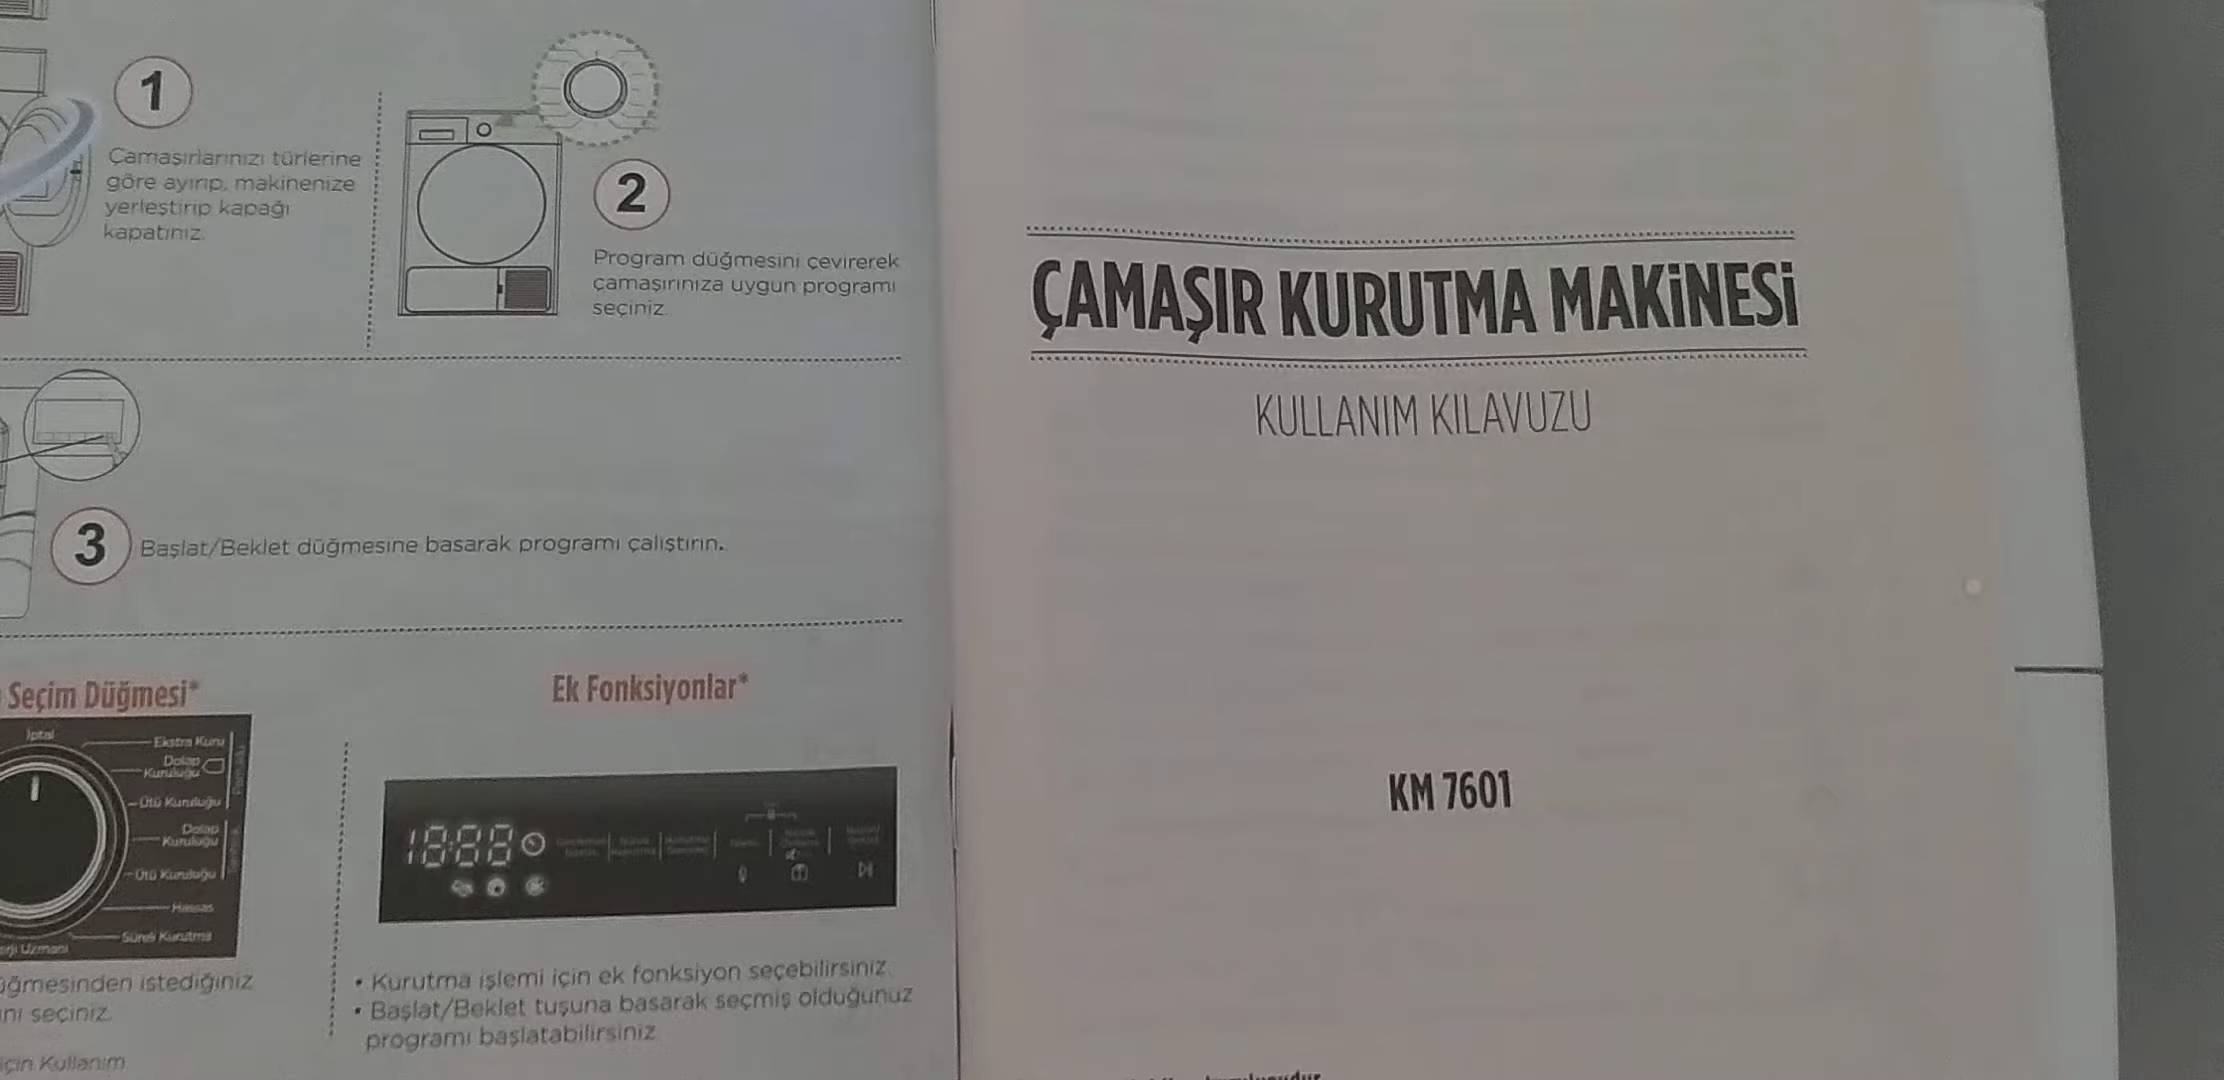 1
Çamaşırlarınızı türlerine
göre ayırıp, makinenize
yerleştirip kapağı
kapatınız.
2
Program düğmesini çevirerek
çamaşırınıza uygun programı
seçiniz.
3
Başlat/Beklet düğmesine basarak programı çalıştırın.
Seçim Düğmesi*
İptal
Ekstra Kuru
Dolap
Kuruluğu
Ütü Kuruluğu
Dolap
Kuruluğu
Ütü Kuruluğu
Hassas
Süreli Kurutma
Uzmanı
istediğiniz
seçiniz.
için Kullanım
Ek Fonksiyonlar*
18:88
• Kurutma işlemi için ek fonksiyon seçebilirsiniz.
• Başlat/Beklet tuşuna basarak seçmiş olduğunuz
programı başlatabilirsiniz.
ÇAMAŞIR KURUTMA MAKİNESİ
KULLANIM KILAVUZU
KM 7601